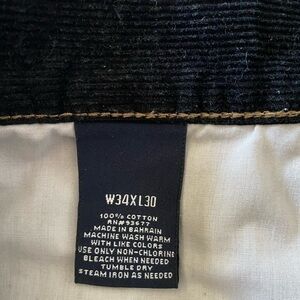 W34XL30
100% COTTON
RN#93677
MADE IN BAHRAIN
MACHINE WASH WARM
WITH LIKE COLORS
USE ONLY NON-CHLORINE
BLEACH WHEN NEEDED
TUMBLE DRY
STEAM IRON AS NEEDED